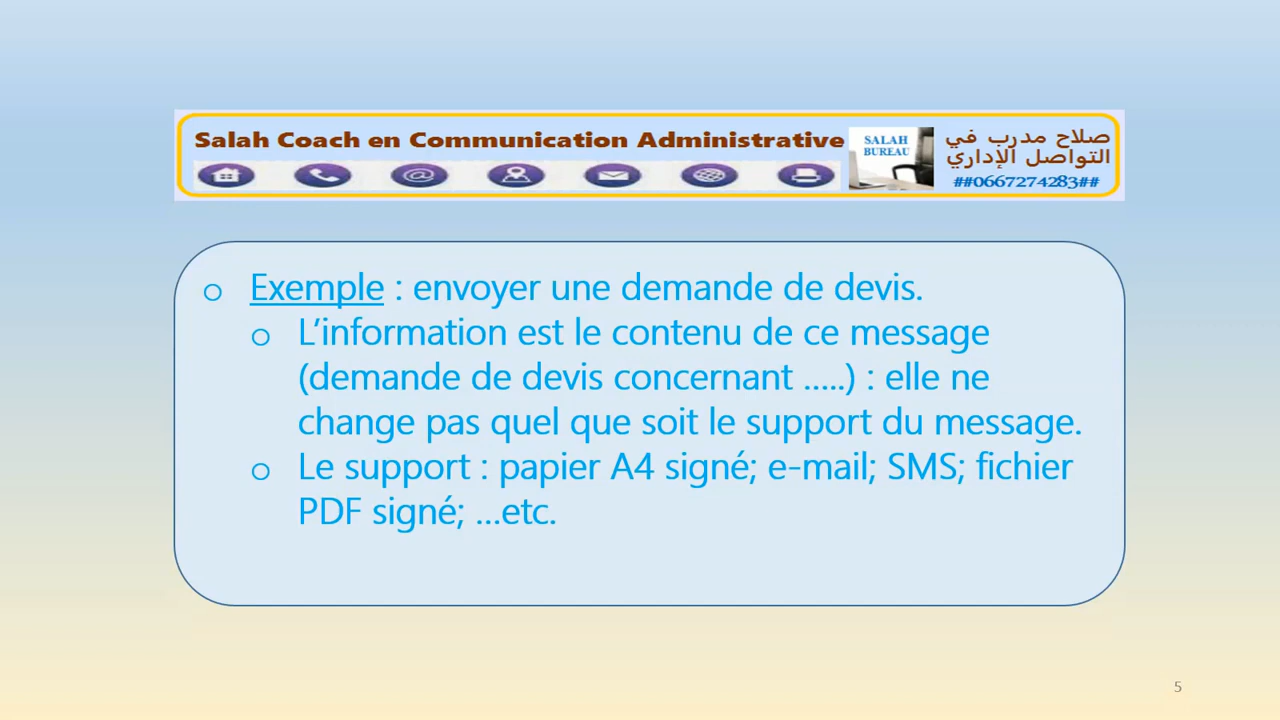 Salah Coach en Communication Administrative
SALAH
BUREAU
صلاح مدرب في
التواصل الإداري
##0667274283##
o Exemple : envoyer une demande de devis.
o L’information est le contenu de ce message
(demande de devis concernant …..) : elle ne
change pas quel que soit le support du message.
o Le support : papier A4 signé; e-mail; SMS; fichier
PDF signé; …etc.
5